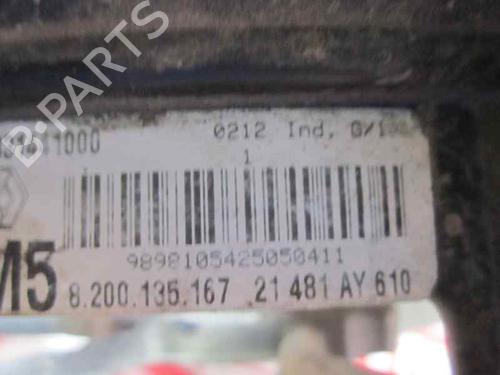 0212 Ind,
1
9898105425050411
M5 8.200.135.167 21 481 AY 610
B-PARTS